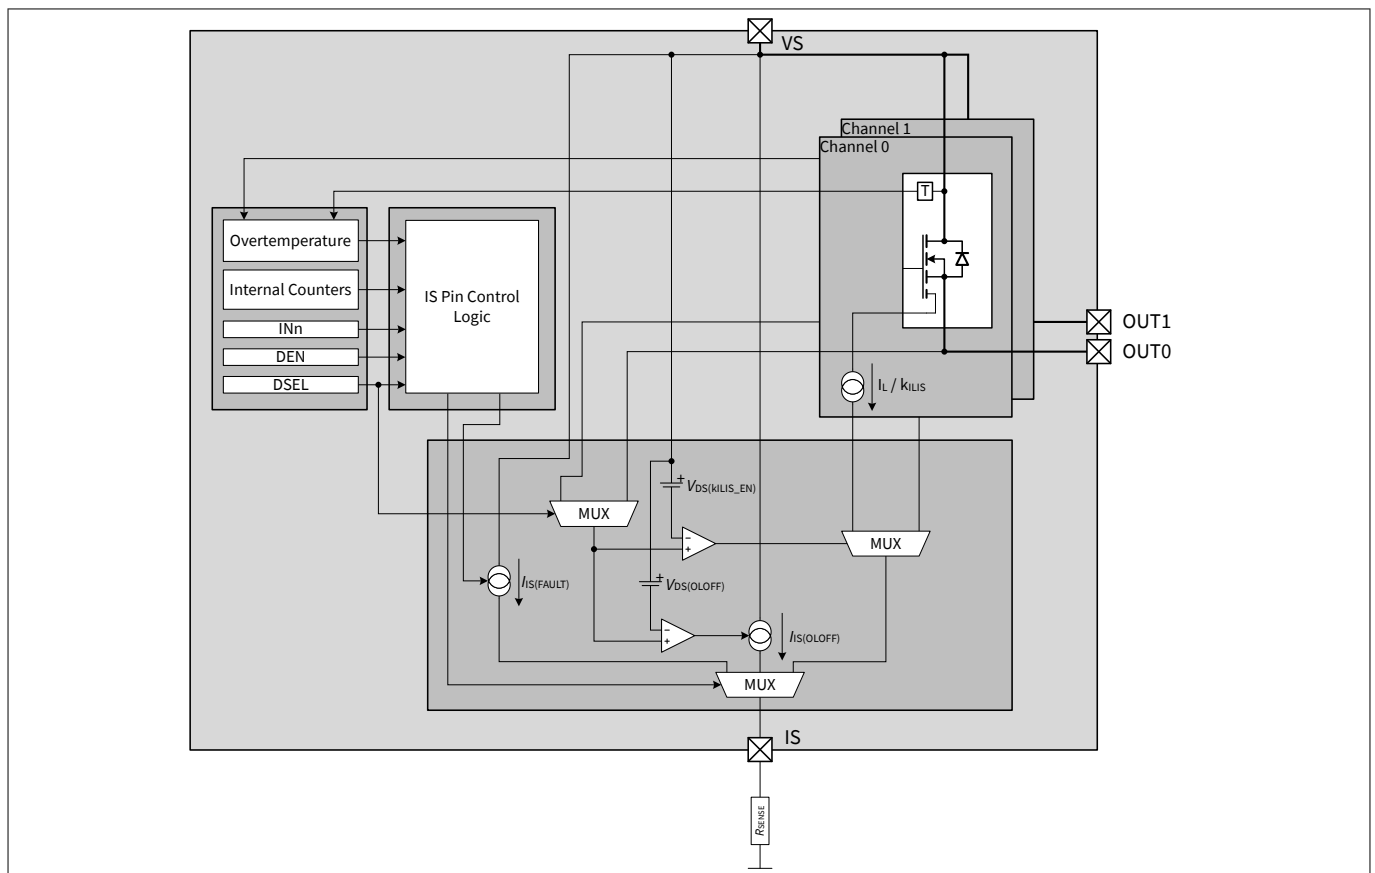 VS
Channel 1
Channel 0
T
Overtemperature
Internal Counters
IS Pin Control
Logic
INn
DEN
DSEL
OUT1
OUT0
IL / kILIS
+
VDS(kILIS_EN)
MUX
−
+
MUX
IIS(FAULT)
+
VDS(OLOFF)
−
+
IIS(OLOFF)
MUX
IS
RSENSE